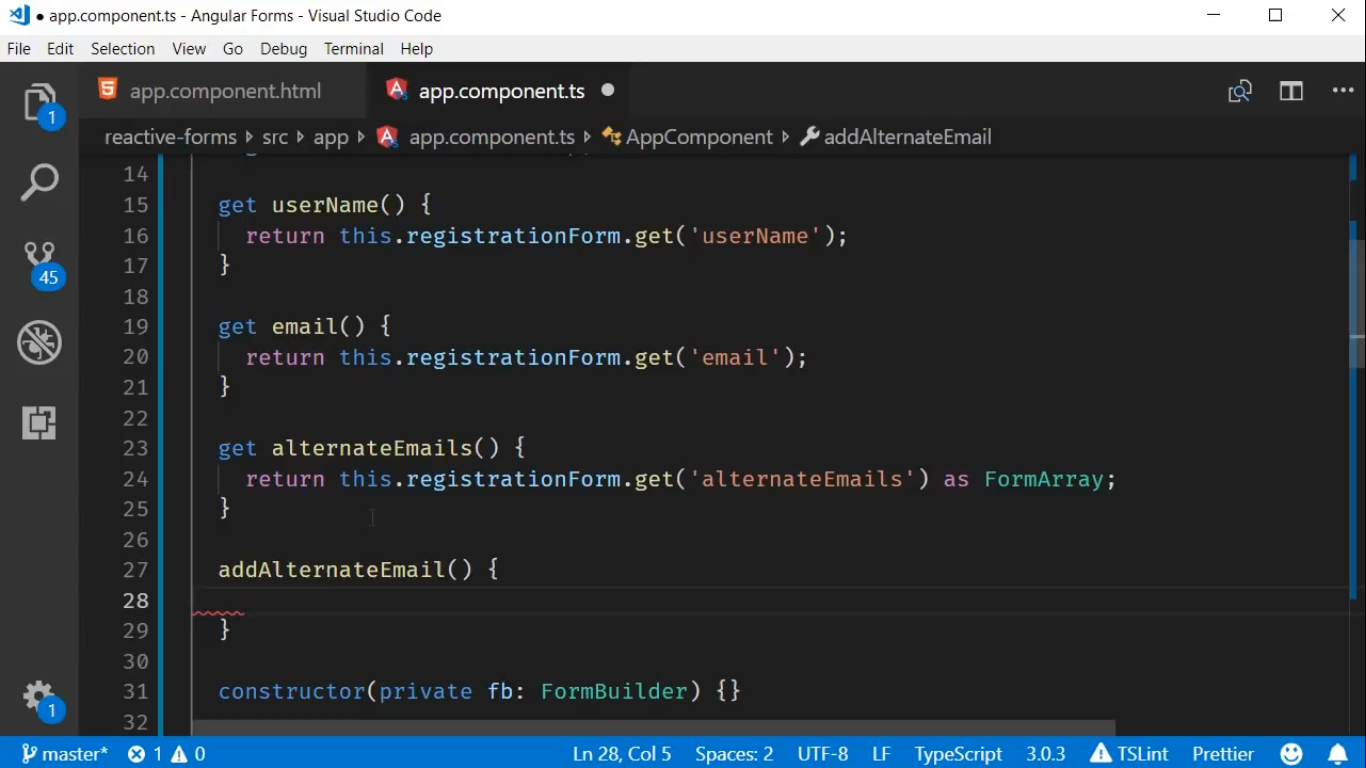 app.component.ts - Angular Forms - Visual Studio Code
File Edit Selection View Go Debug Terminal Help
app.component.html app.component.ts
reactive-forms src app app.component.ts AppComponent addAlternateEmail
1
14
15 get userName() {
16 return this.registrationForm.get('userName');
17 }
45
18
19 get email() {
20 return this.registrationForm.get('email');
21 }
22
23 get alternateEmails() {
24 return this.registrationForm.get('alternateEmails') as FormArray;
25 }
26
27 addAlternateEmail() {
28
29 }
30
31 constructor(private fb: FormBuilder) {}
1
32
master* 1 0 Ln 28, Col 5 Spaces: 2 UTF-8 LF TypeScript 3.0.3 TSLint Prettier